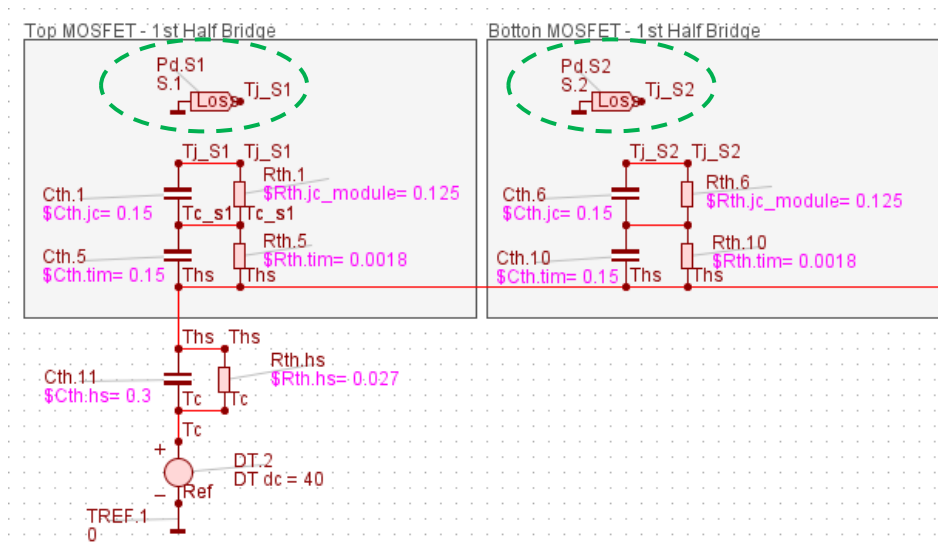 Top MOSFET - 1st Half Bridge
Botton MOSFET - 1st Half Bridge
Pd.S1
S.1
Loss
Tj_S1
Pd.S2
S.2
Loss
Tj_S2
Tj_S1 Tj_S1
Cth.1
$Cth.jc= 0.15
Rth.1
$Rth.jc_module= 0.125
Tc_s1 Tc_s1
Cth.5
$Cth.tim= 0.15
Rth.5
$Rth.tim= 0.0018
Ths Ths
Tj_S2 Tj_S2
Cth.6
$Cth.jc= 0.15
Rth.6
$Rth.jc_module= 0.125
Cth.10
$Cth.tim= 0.15
Rth.10
$Rth.tim= 0.0018
Ths Ths
Ths Ths
Cth.11
$Cth.hs= 0.3
Rth.hs
$Rth.hs= 0.027
Tc Tc
Tc
+
DT.2
DT dc = 40
–
Ref
TREF.1
0